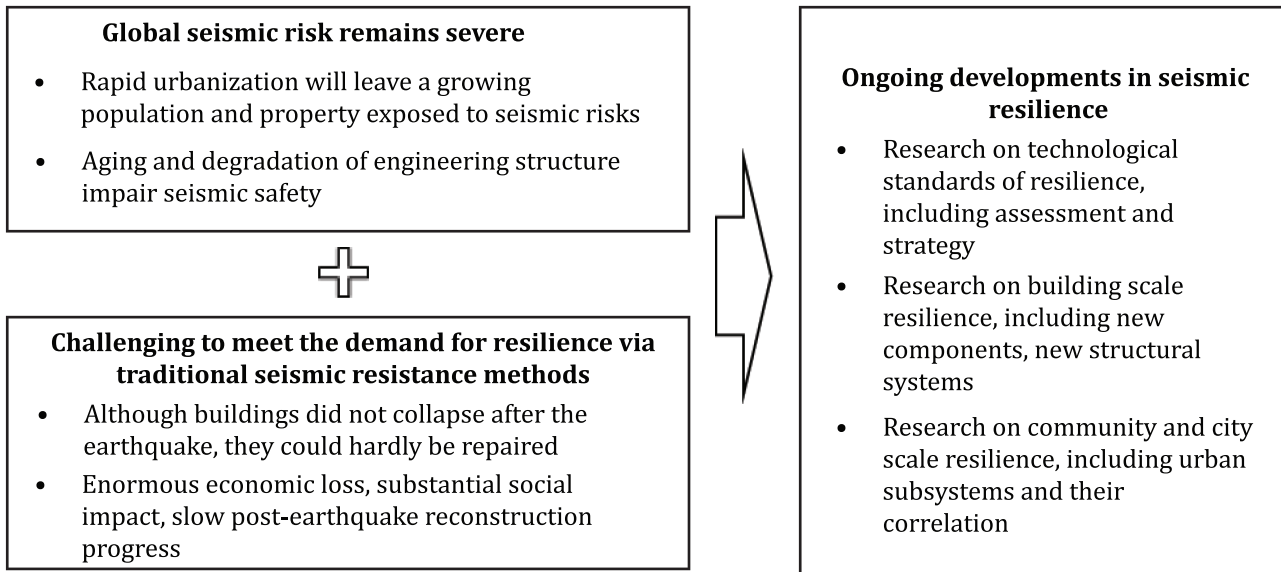 Global seismic risk remains severe
• Rapid urbanization will leave a growing
population and property exposed to seismic risks
• Aging and degradation of engineering structure
impair seismic safety
Challenging to meet the demand for resilience via
traditional seismic resistance methods
• Although buildings did not collapse after the
earthquake, they could hardly be repaired
• Enormous economic loss, substantial social
impact, slow post-earthquake reconstruction
progress
Ongoing developments in seismic
resilience
• Research on technological
standards of resilience,
including assessment and
strategy
• Research on building scale
resilience, including new
components, new structural
systems
• Research on community and city
scale resilience, including urban
subsystems and their
correlation